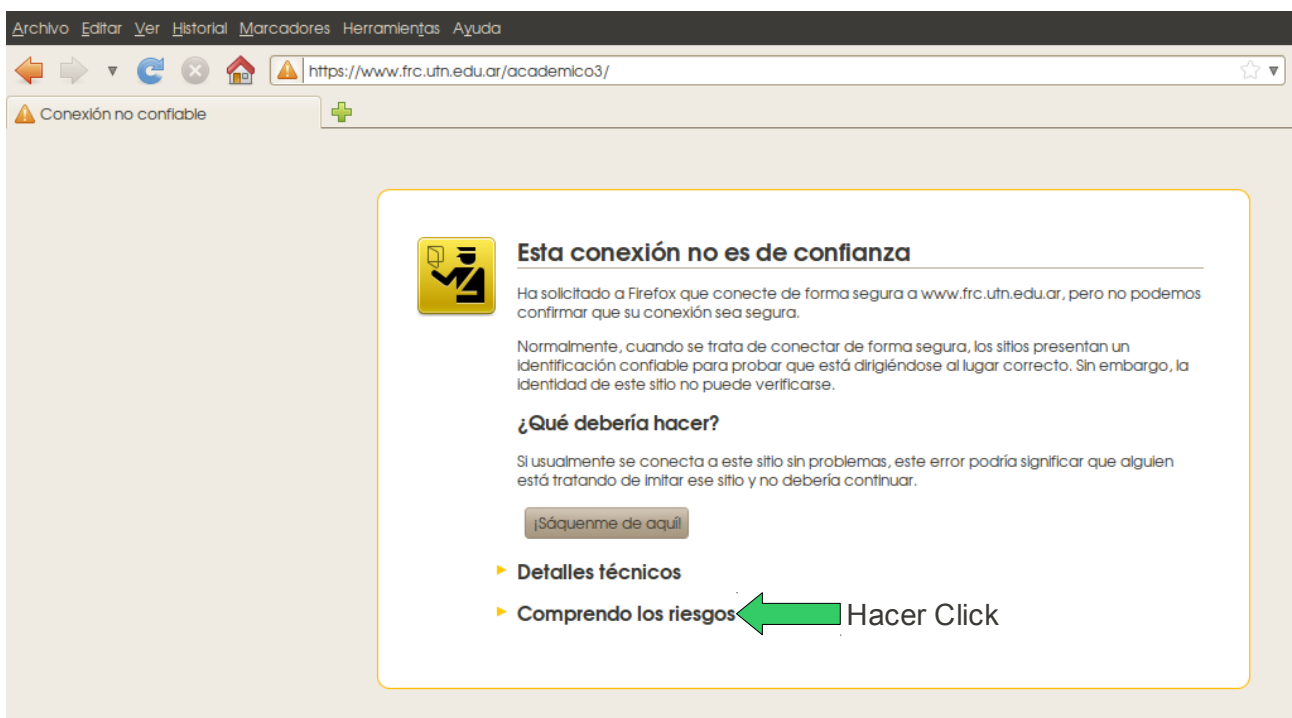 Archivo Editar Ver Historial Marcadores Herramientas Ayuda
https://www.frc.utn.edu.ar/academico3/
Conexión no confiable
Esta conexión no es de confianza
Ha solicitado a Firefox que conecte de forma segura a www.frc.utn.edu.ar, pero no podemos
confirmar que su conexión sea segura.
Normalmente, cuando se trata de conectar de forma segura, los sitios presentan un
identificación confiable para probar que está dirigiéndose al lugar correcto. Sin embargo, la
identidad de este sitio no puede verificarse.
¿Qué debería hacer?
Si usualmente se conecta a este sitio sin problemas, este error podría significar que alguien
está tratando de imitar ese sitio y no debería continuar.
¡Sáquenme de aquí!
Detalles técnicos
Comprendo los riesgos Hacer Click